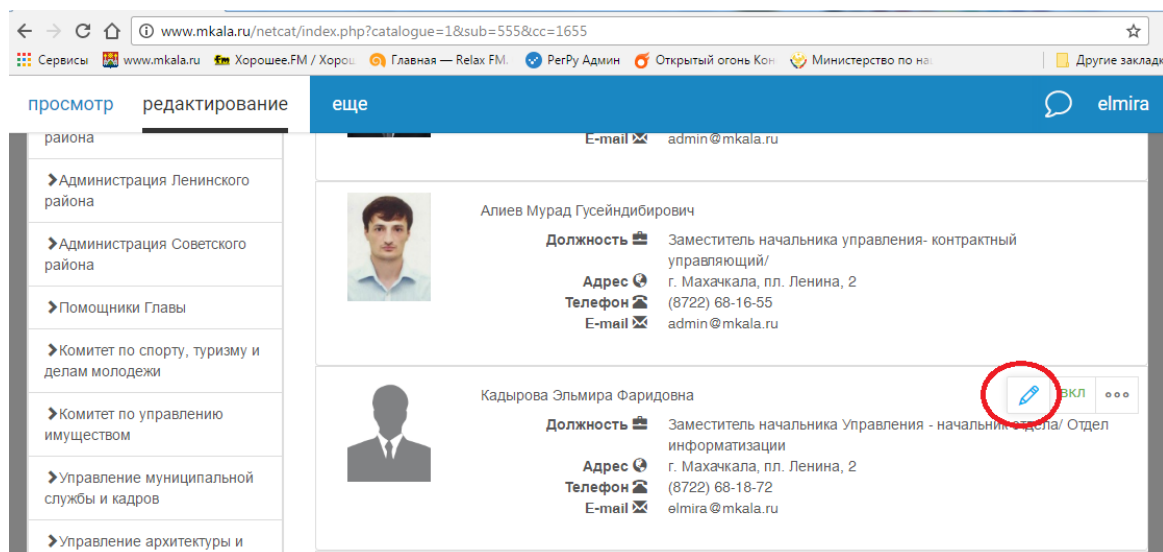 www.mkala.ru/netcat/index.php?catalogue=1&sub=555&cc=1655
Сервисы www.mkala.ru fm Хорошее.FM / Хорош Главная — Relax FM. РегРу Админ Открытый огонь Кон Министерство по на Другие закладк
просмотр редактирование еще elmira
района
E-mail admin@mkala.ru
Администрация Ленинского
района
Администрация Советского
района
Помощники Главы
Комитет по спорту, туризму и
делам молодежи
Комитет по управлению
имуществом
Управление муниципальной
службы и кадров
Управление архитектуры и
Алиев Мурад Гусейндибирович
Должность Заместитель начальника управления- контрактный
управляющий/
Адрес г. Махачкала, пл. Ленина, 2
Телефон (8722) 68-16-55
E-mail admin@mkala.ru
Кадырова Эльмира Фаридовна
вкл
Должность Заместитель начальника Управления - начальник отдела/ Отдел
информатизации
Адрес г. Махачкала, пл. Ленина, 2
Телефон (8722) 68-18-72
E-mail elmira@mkala.ru